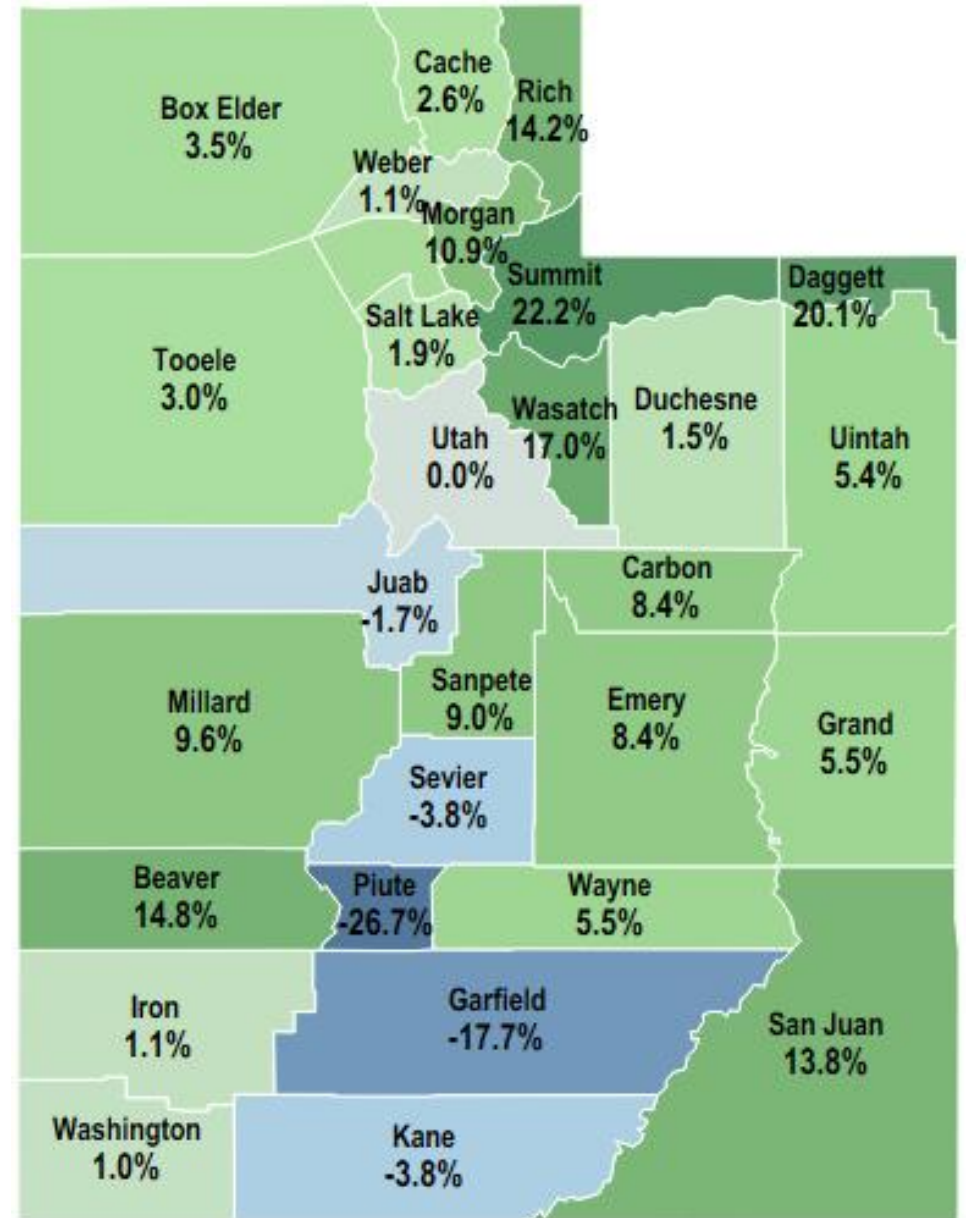 Cache
2.6%
Rich
14.2%
Box Elder
3.5%
Weber
1.1%
Morgan
10.9%
Summit
22.2%
Daggett
20.1%
Salt Lake
1.9%
Tooele
3.0%
Wasatch
17.0%
Duchesne
1.5%
Utah
0.0%
Uintah
5.4%
Juab
-1.7%
Carbon
8.4%
Sanpete
9.0%
Millard
9.6%
Emery
8.4%
Grand
5.5%
Sevier
-3.8%
Beaver
14.8%
Piute
-26.7%
Wayne
5.5%
Iron
1.1%
Garfield
-17.7%
San Juan
13.8%
Washington
1.0%
Kane
-3.8%